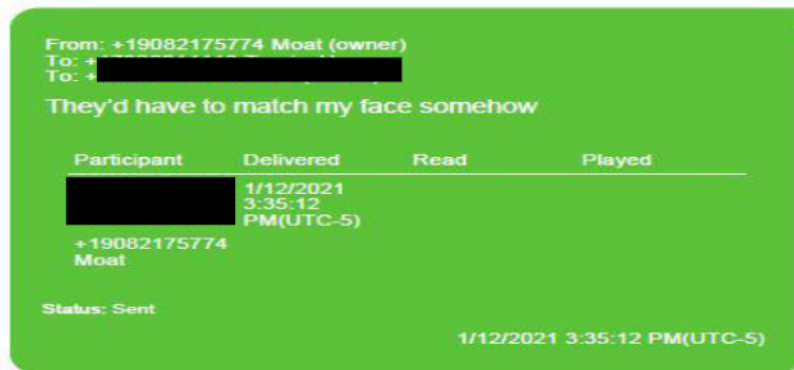 From: +19082175774 Moat (owner)
To: +
To: +
They'd have to match my face somehow
Participant Delivered Read Played
1/12/2021
3:35:12
PM(UTC-5)
+19082175774
Moat
Status: Sent
1/12/2021 3:35:12 PM(UTC-5)